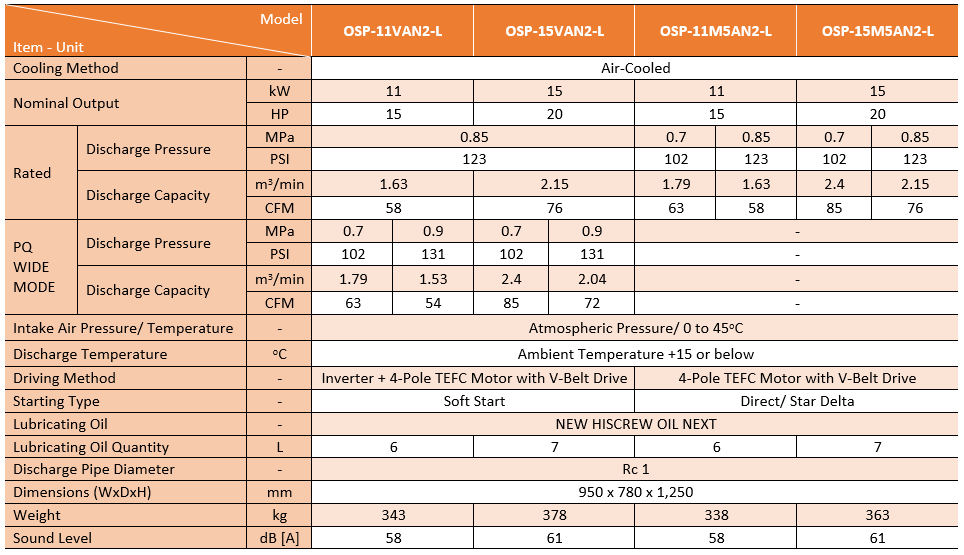 Model
Item - Unit
OSP-11VAN2-L OSP-15VAN2-L OSP-11M5AN2-L OSP-15M5AN2-L
Cooling Method - Air-Cooled
Nominal Output kW 11 15 11 15
HP 15 20 15 20
Rated Discharge Pressure MPa 0.85 0.7 0.85 0.7 0.85
PSI 123 102 123 102 123
Discharge Capacity m³/min 1.63 2.15 1.79 1.63 2.4 2.15
CFM 58 76 63 58 85 76
PQ WIDE MODE Discharge Pressure MPa 0.7 0.9 0.7 0.9 -
PSI 102 131 102 131 -
Discharge Capacity m³/min 1.79 1.53 2.4 2.04 -
CFM 63 54 85 72 -
Intake Air Pressure/ Temperature - Atmospheric Pressure/ 0 to 45ºC
Discharge Temperature ºC Ambient Temperature +15 or below
Driving Method - Inverter + 4-Pole TEFC Motor with V-Belt Drive 4-Pole TEFC Motor with V-Belt Drive
Starting Type - Soft Start Direct/ Star Delta
Lubricating Oil - NEW HISCREW OIL NEXT
Lubricating Oil Quantity L 6 7 6 7
Discharge Pipe Diameter - Rc 1
Dimensions (WxDxH) mm 950 x 780 x 1,250
Weight kg 343 378 338 363
Sound Level dB [A] 58 61 58 61